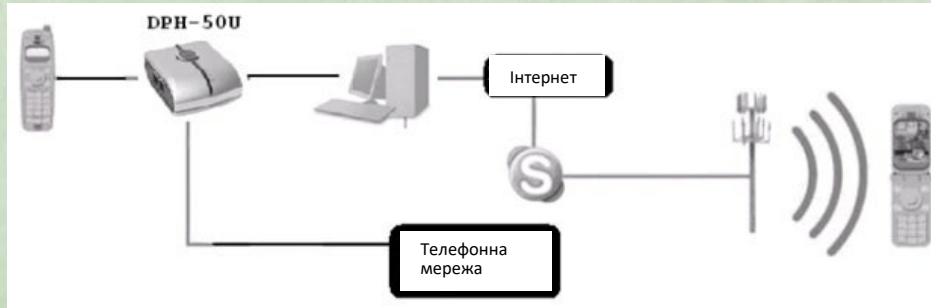 DPH-50U
Інтернет
S
Телефонна
мережа